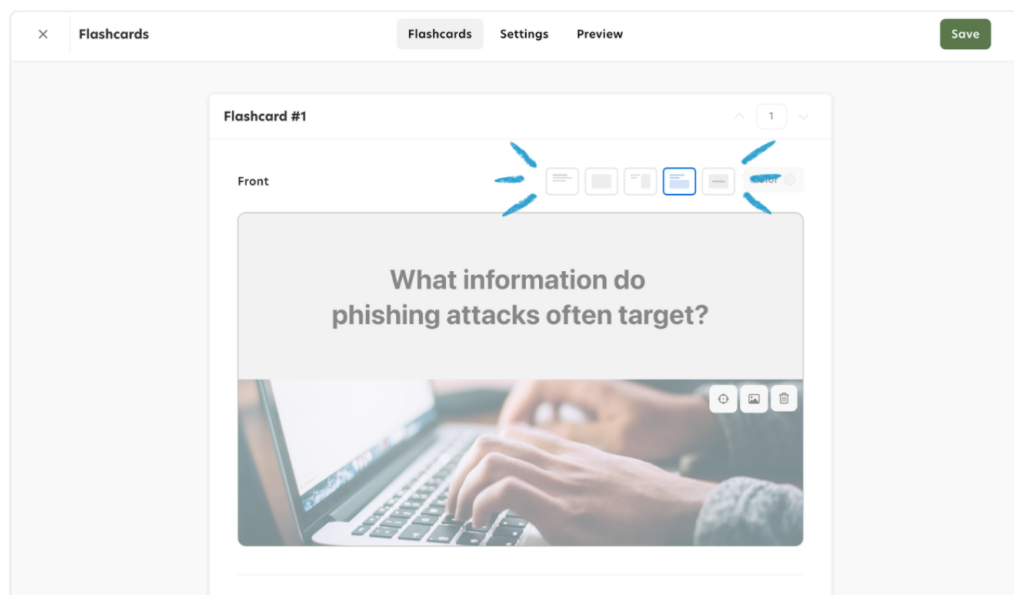 Flashcards
Flashcards Settings Preview
Save
Flashcard #1
1
Front
What information do
phishing attacks often target?